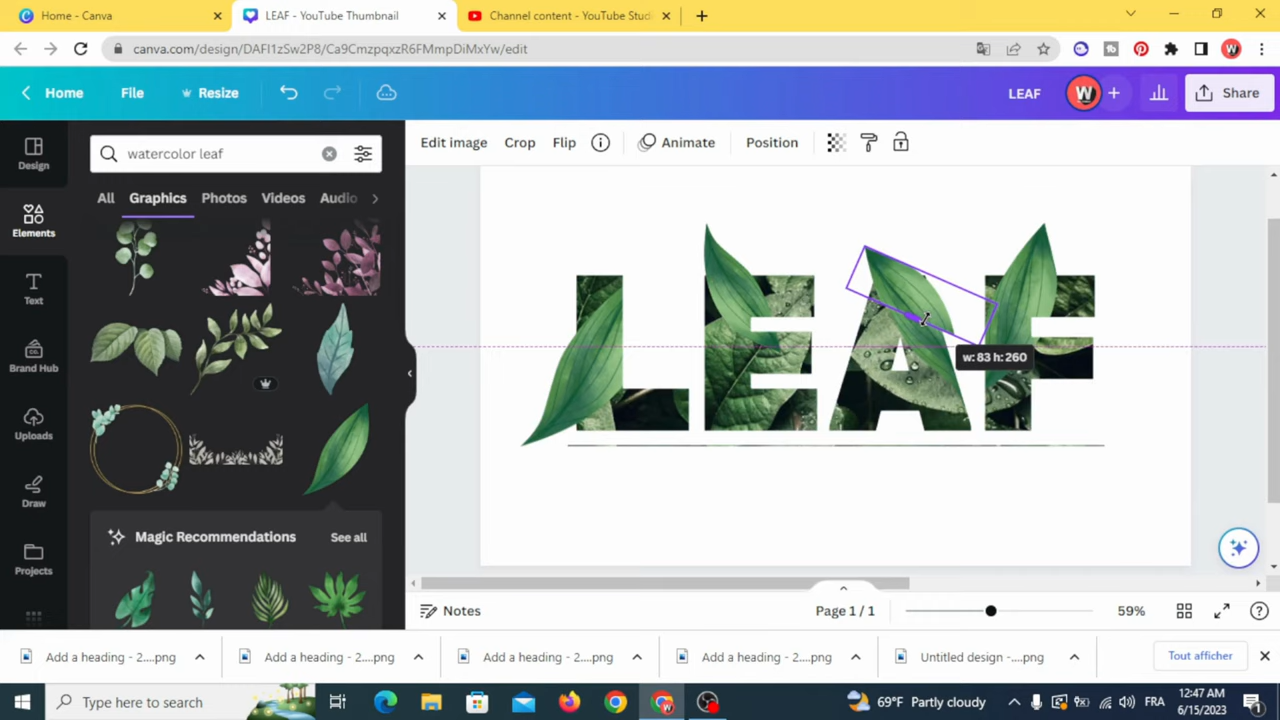 Home - Canva
LEAF - YouTube Thumbnail
Channel content - YouTube Stud
canva.com/design/DAFl1zSw2P8/Ca9CmzpqxzR6FMmpDiMxYw/edit
Home
File
Resize
LEAF
W
Share
Design
Elements
Text
Brand Hub
Uploads
Draw
Projects
watercolor leaf
All
Graphics
Photos
Videos
Audio
Magic Recommendations
See all
Edit image
Crop
Flip
Animate
Position
LEAF
w: 83 h: 260
Notes
Page 1 / 1
59%
Add a heading - 2....png
Add a heading - 2....png
Add a heading - 2....png
Add a heading - 2....png
Untitled design -....png
Tout afficher
Type here to search
69°F Partly cloudy
FRA
12:47 AM
6/15/2023
1